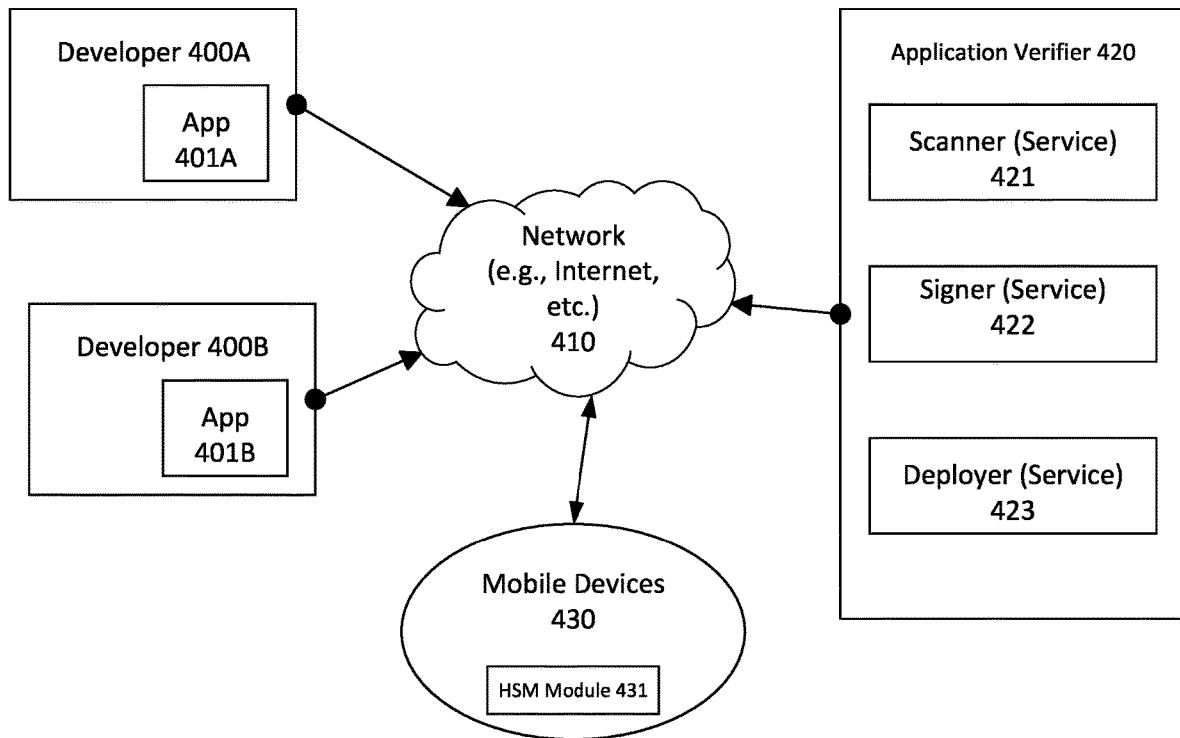 Developer 400A
App
401A
Developer 400B
App
401B
Network
(e.g., Internet,
etc.)
410
Mobile Devices
430
HSM Module 431
Application Verifier 420
Scanner (Service)
421
Signer (Service)
422
Deployer (Service)
423